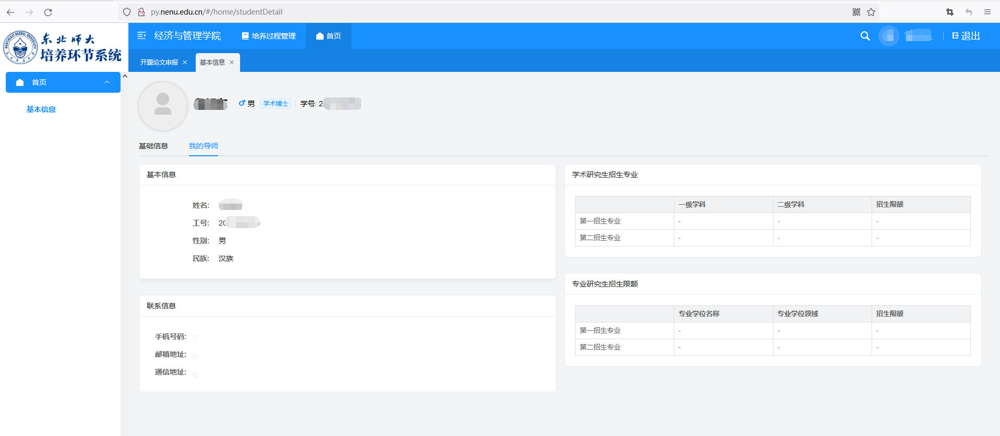 py.nenu.edu.cn/#/home/studentDetail
NORTHEAST NORMAL UNIVERSITY
东北师大
培养环节系统
经济与管理学院
培养过程管理
首页
退出
开题论文申报
基本信息
首页
基本信息
男
学术博士
学号: 2
基础信息
我的导师
基本信息
姓名:
工号: 20
性别: 男
民族: 汉族
联系信息
手机号码:
邮箱地址:
通信地址:
学术研究生招生专业
一级学科 二级学科 招生限额
第一招生专业 - - -
第二招生专业 - - -
专业研究生招生限额
专业学位名称 专业学位领域 招生限额
第一招生专业 - - -
第二招生专业 - - -